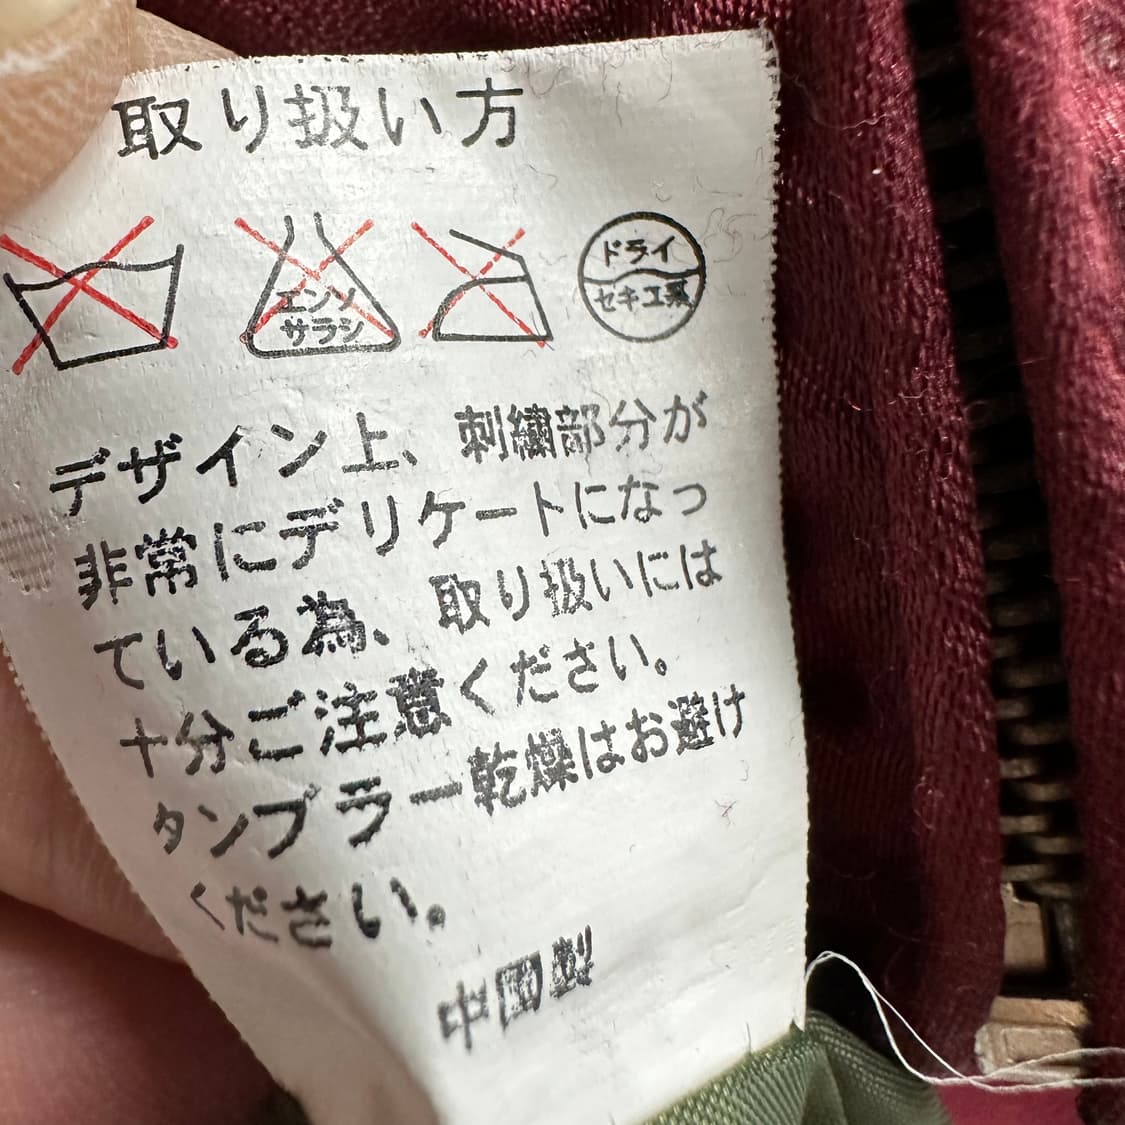 取り扱い方
エンソ
サラシ
ドライ
セキユ系
デザイン上、刺繍部分が
非常にデリケートになっ
ている為、取り扱いには
十分ご注意ください。
タンブラー乾燥はお避け
ください。
中国製